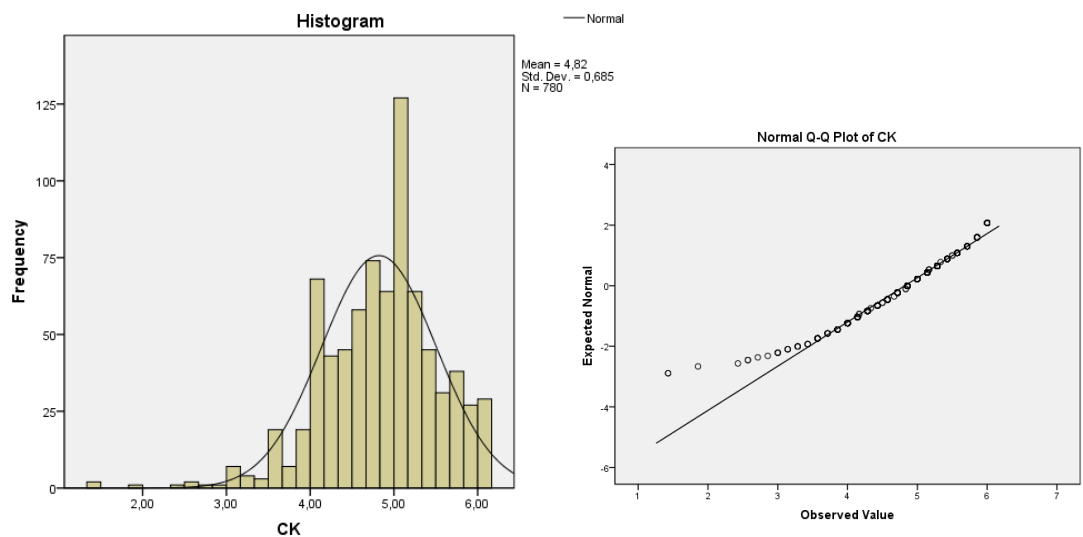 Histogram
Normal
Mean = 4,82
Std. Dev. = 0,685
N = 780
Frequency
125
100
75
50
25
0
2,00 3,00 4,00 5,00 6,00
CK
Normal Q-Q Plot of CK
Expected Normal
4
2
0
-2
-4
-6
1 2 3 4 5 6 7
Observed Value